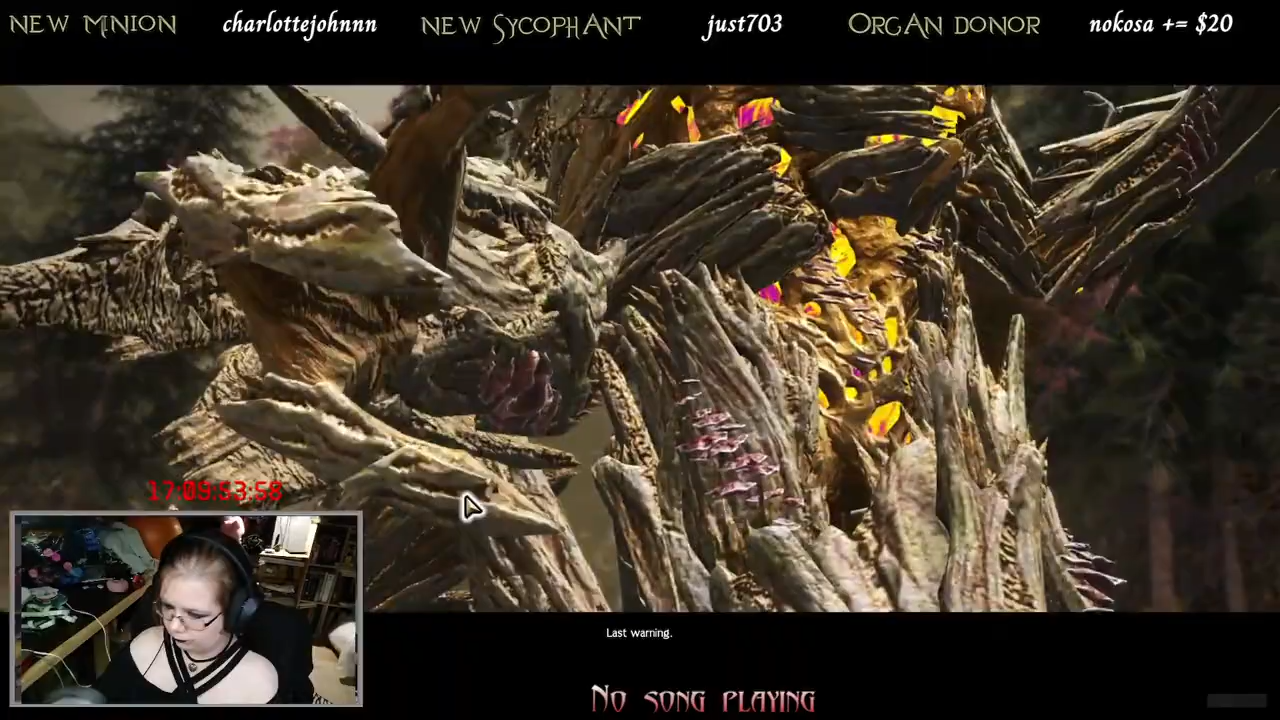 NEW MINION charlottejohnnn NEW SYCOPHANT just703 ORGAN DONOR nokosa += $20
17:09:53:58
Last warning.
NO SONG PLAYING